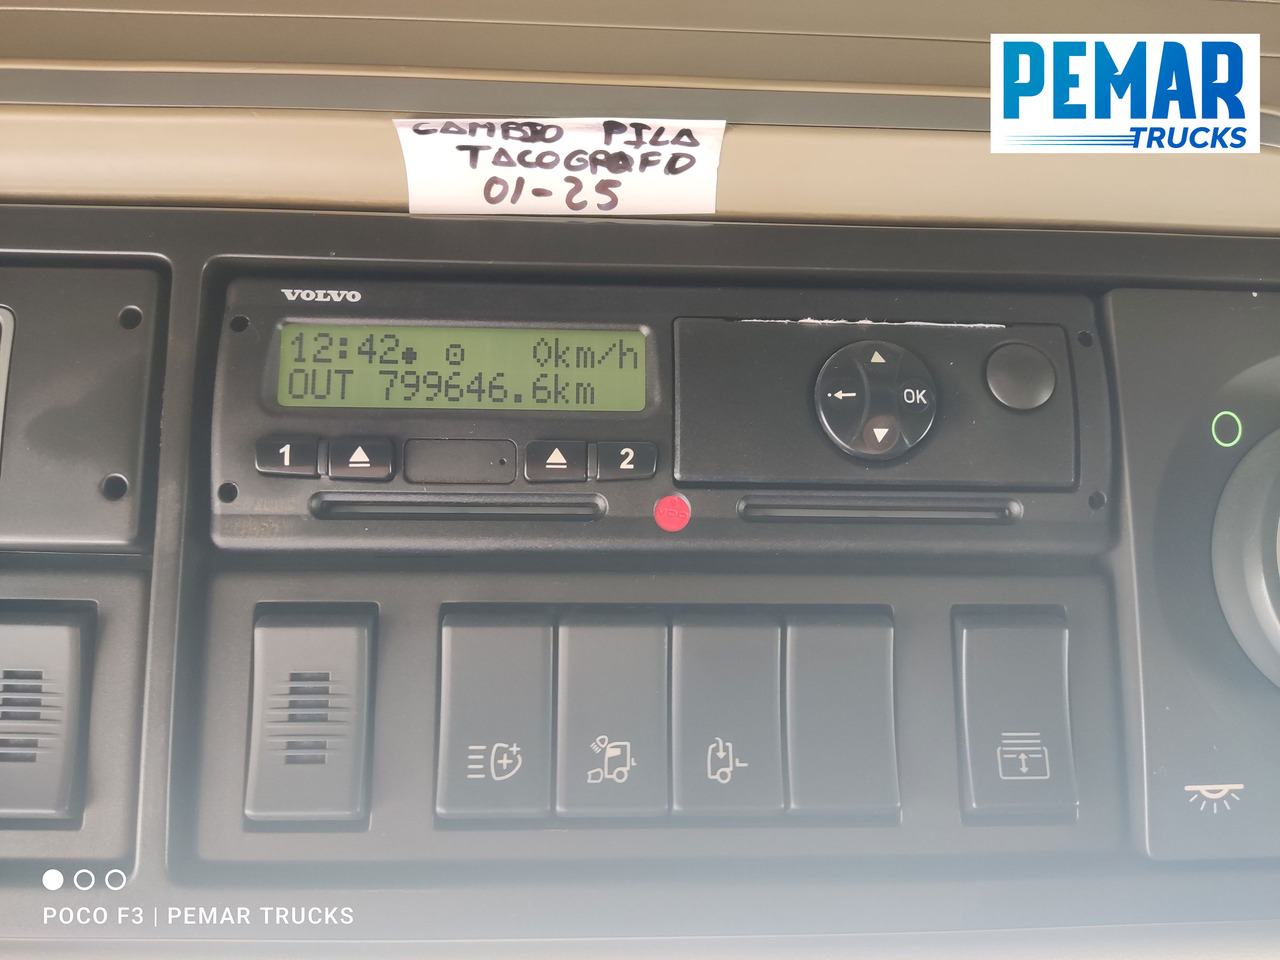 PEMAR
TRUCKS
CAMBIO PILA
TACOGRAFO
01-25
VOLVO
12:42 0km/h
OUT 799646.6km
1 2
OK
VDO
POCO F3 | PEMAR TRUCKS